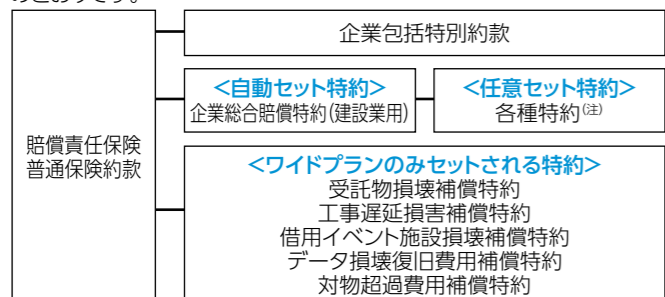 企業包括特別約款
<自動セット特約>
企業総合賠償特約(建設業用)
<任意セット特約>
各種特約(注)
賠償責任保険
普通保険約款
<ワイドプランのみセットされる特約>
受託物損壊補償特約
工事遅延損害補償特約
借用イベント施設損壊補償特約
データ損壊復旧費用補償特約
対物超過費用補償特約